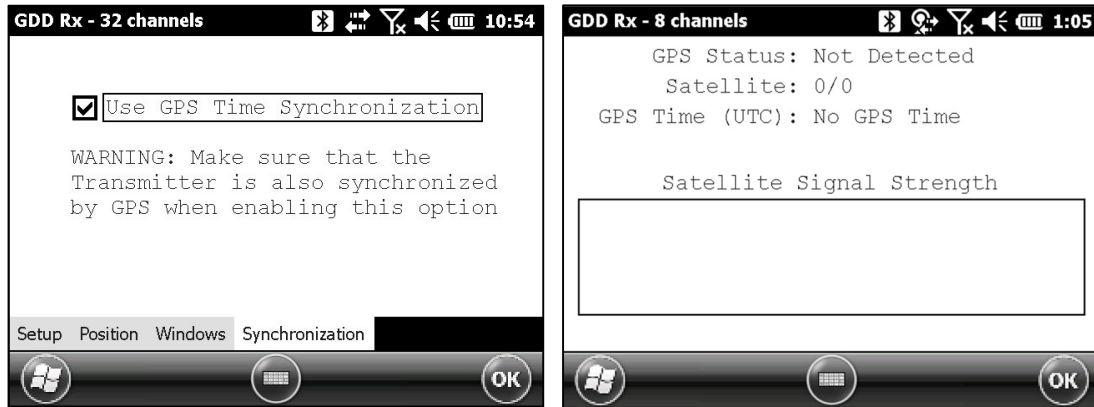 GDD Rx - 32 channels 10:54
Use GPS Time Synchronization
WARNING: Make sure that the
Transmitter is also synchronized
by GPS when enabling this option
Setup Position Windows Synchronization
OK
GDD Rx - 8 channels 1:05
GPS Status: Not Detected
Satellite: 0/0
GPS Time (UTC): No GPS Time
Satellite Signal Strength
OK